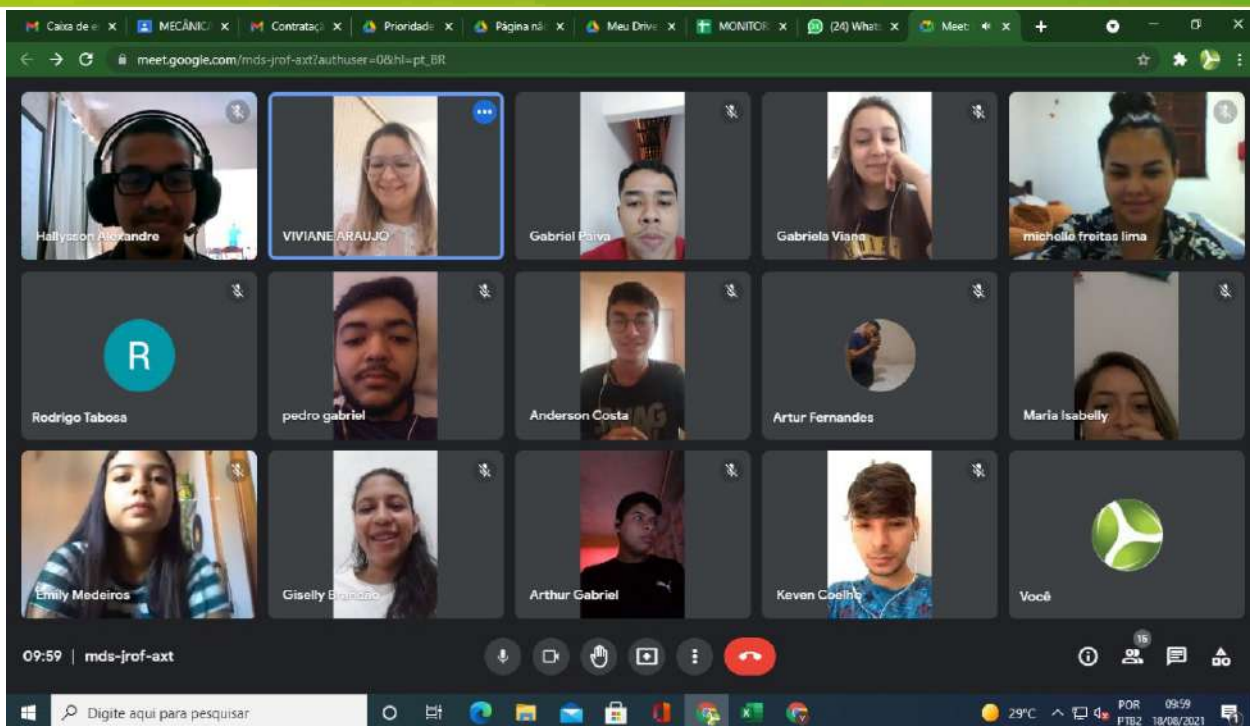 Caixa de e
MECÂNIC
Contrataçã
Prioridade
Página nã
Meu Drive
MONITOR
(24) Whats
Meet:
meet.google.com/mds-jrof-axt?authuser=0&hl=pt_BR
Hallysson Alexandre
VIVIANE ARAUJO
Gabriel Paiva
Gabriela Viana
michelle freitas lima
R
Rodrigo Tabosa
pedro gabriel
Anderson Costa
Artur Fernandes
Maria Isabelly
Emily Medeiros
Giselly Brandão
Arthur Gabriel
Keven Coelho
Você
09:59 | mds-jrof-axt
15
Digite aqui para pesquisar
29°C
POR
PTB2
09:59
18/08/2021